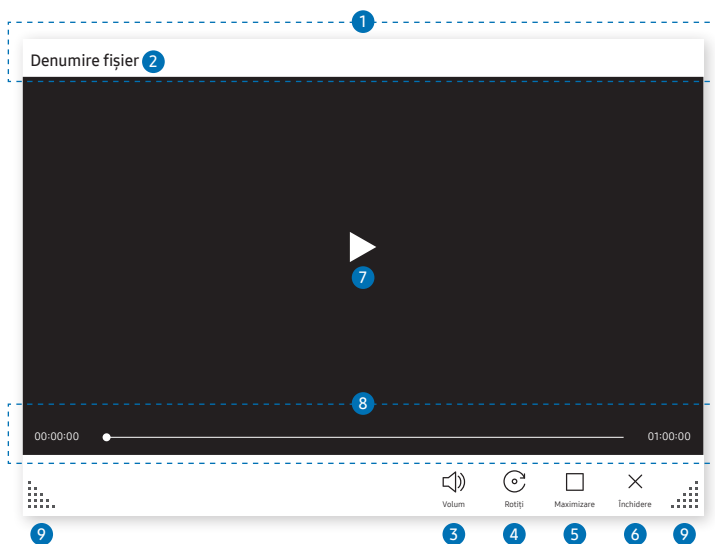 1
Denumire fișier 2
7
8
00:00:00 01:00:00
Volum Rotiți Maximizare Închidere
9 3 4 5 6 9